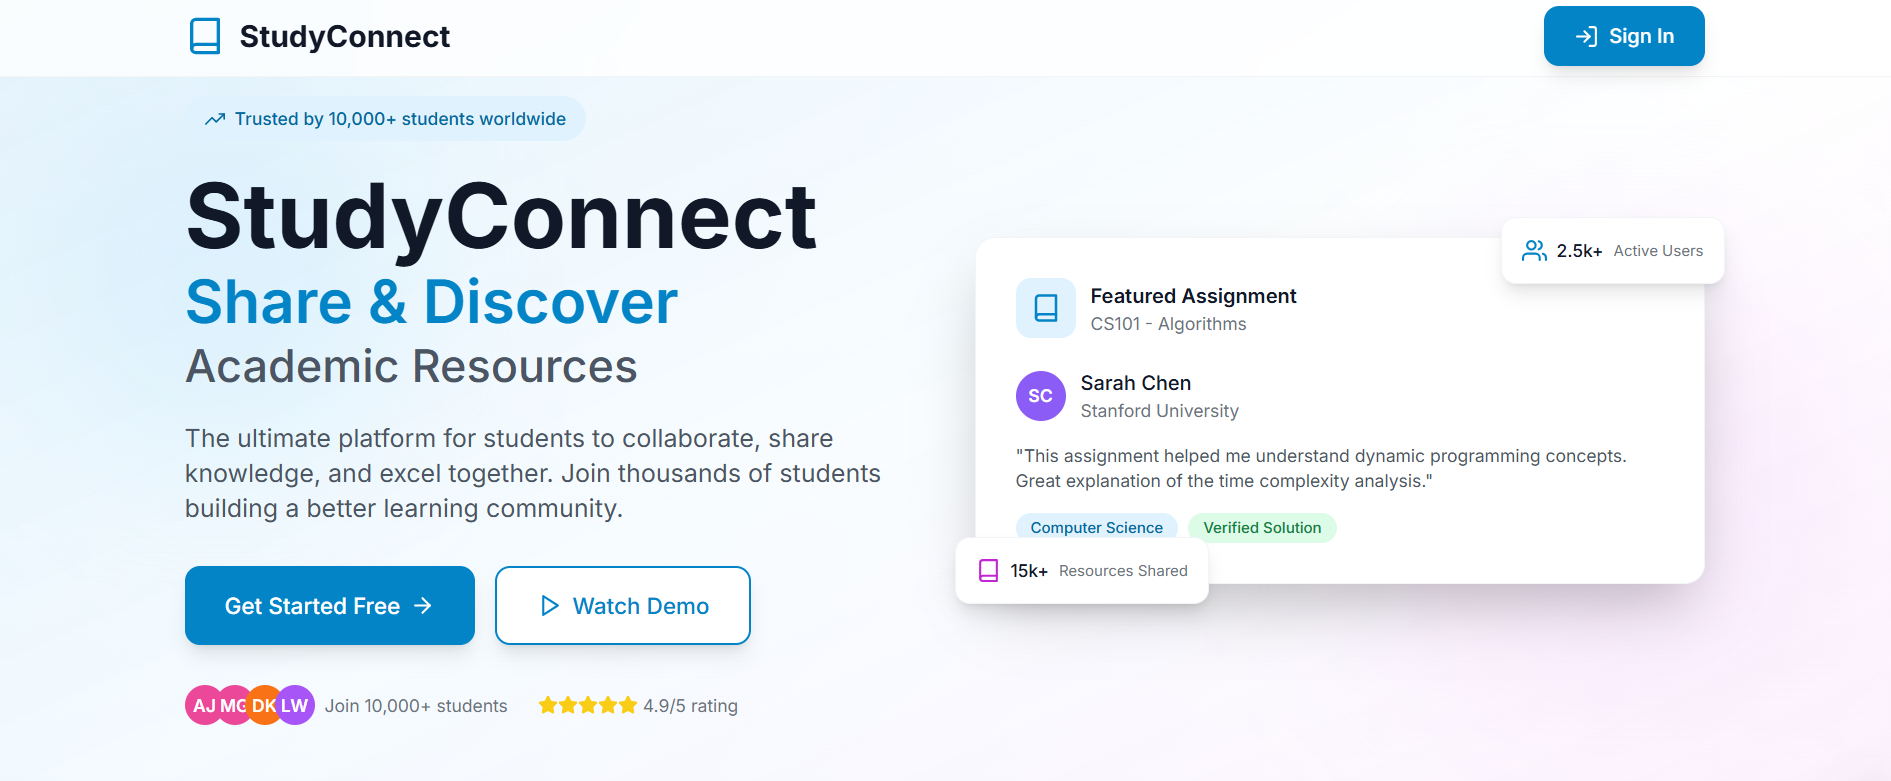 StudyConnect
Sign In
Trusted by 10,000+ students worldwide
StudyConnect
Share & Discover
Academic Resources
The ultimate platform for students to collaborate, share
knowledge, and excel together. Join thousands of students
building a better learning community.
Get Started Free
Watch Demo
AJ MG DK LW Join 10,000+ students 4.9/5 rating
2.5k+ Active Users
Featured Assignment
CS101 - Algorithms
SC
Sarah Chen
Stanford University
"This assignment helped me understand dynamic programming concepts.
Great explanation of the time complexity analysis."
Computer Science Verified Solution
15k+ Resources Shared